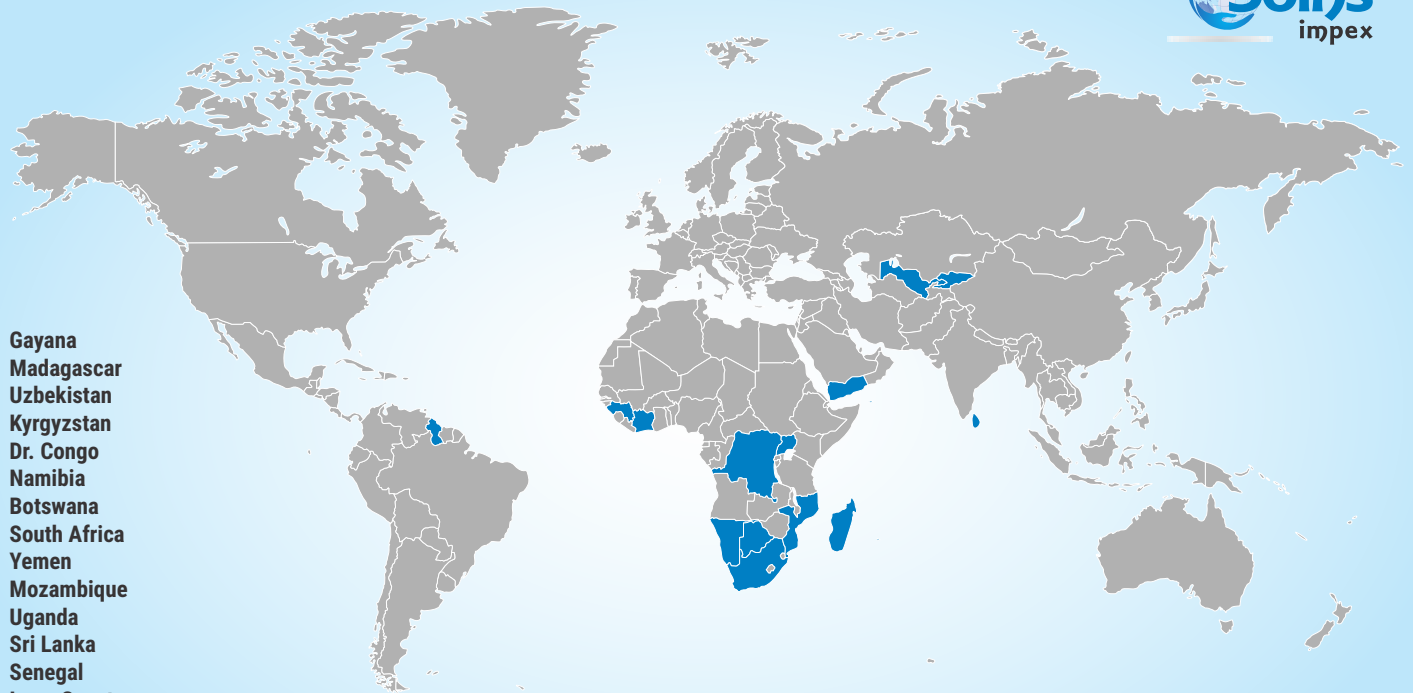 impex
Gayana
Madagascar
Uzbekistan
Kyrgyzstan
Dr. Congo
Namibia
Botswana
South Africa
Yemen
Mozambique
Uganda
Sri Lanka
Senegal